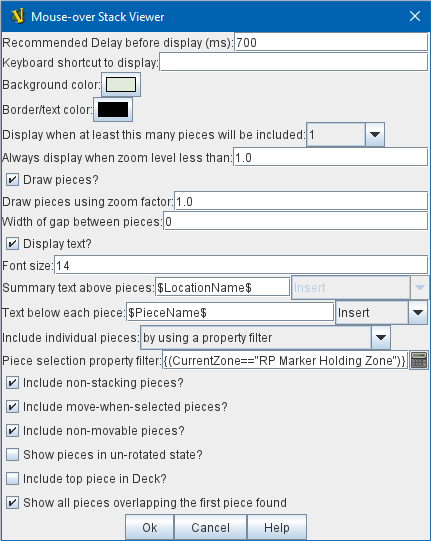 Mouse-over Stack Viewer
Recommended Delay before display (ms): 700
Keyboard shortcut to display:
Background color:
Border/text color:
Display when at least this many pieces will be included: 1
Always display when zoom level less than: 1.0
Draw pieces?
Draw pieces using zoom factor: 1.0
Width of gap between pieces: 0
Display text?
Font size: 14
Summary text above pieces: $LocationName$ Insert
Text below each piece: $PieceName$ Insert
Include individual pieces: by using a property filter
Piece selection property filter: {(CurrentZone=="RP Marker Holding Zone")}
Include non-stacking pieces?
Include move-when-selected pieces?
Include non-movable pieces?
Show pieces in un-rotated state?
Include top piece in Deck?
Show all pieces overlapping the first piece found
Ok Cancel Help